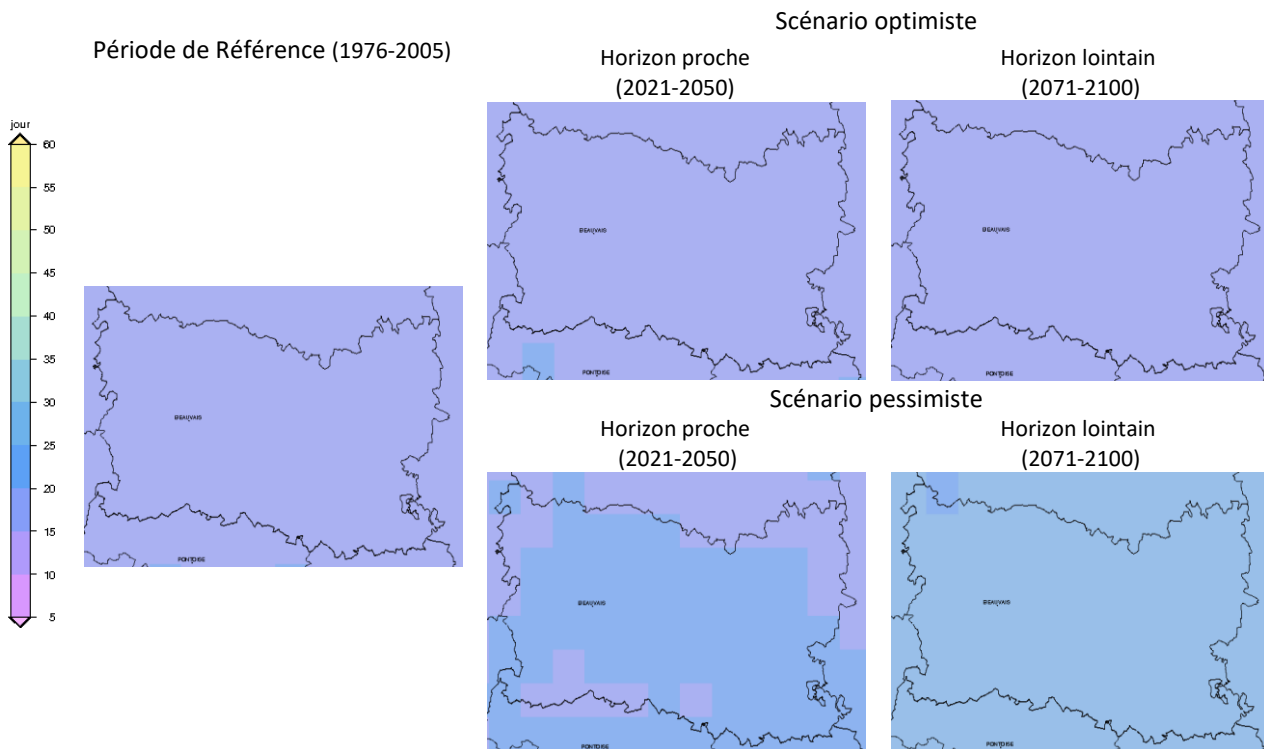 Scénario optimiste
Période de Référence (1976-2005)
Horizon proche
(2021-2050)
Horizon lointain
(2071-2100)
jour
60
55
50
45
40
35
30
25
20
15
10
5
BEAUVAIS
PONTOISE
BEAUVAIS
PONTOISE
BEAUVAIS
PONTOISE
Scénario pessimiste
Horizon proche
(2021-2050)
Horizon lointain
(2071-2100)
BEAUVAIS
PONTOISE
BEAUVAIS
PONTOISE